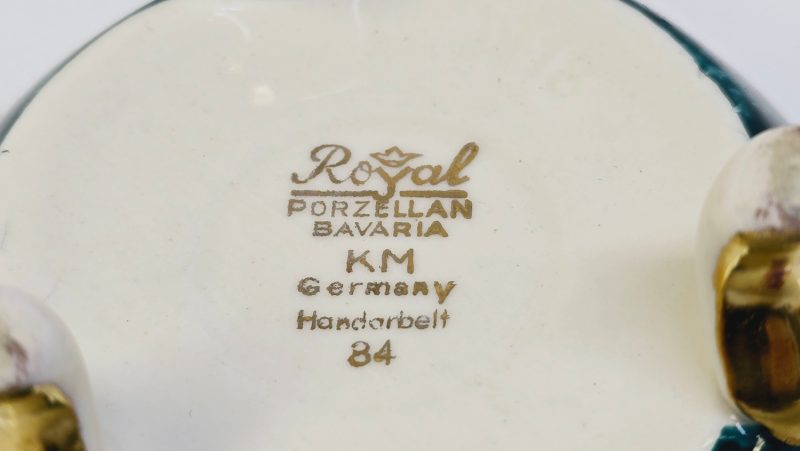 Royal
PORZELLAN
BAVARIA
KM
Germany
Handarbeit
84